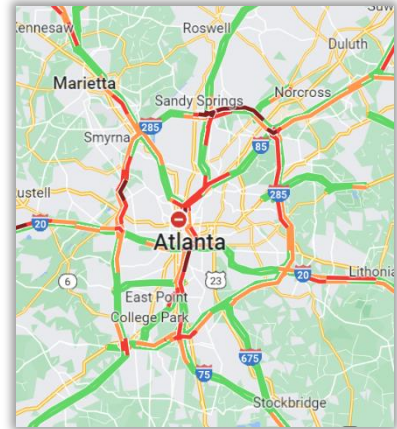 Kennesaw
Roswell
Duluth
Marietta
Sandy Springs
Norcross
285
Smyrna
85
285
ustell
20
Atlanta
6
23
20
Lithonia
East Point
College Park
675
75
Stockbridge